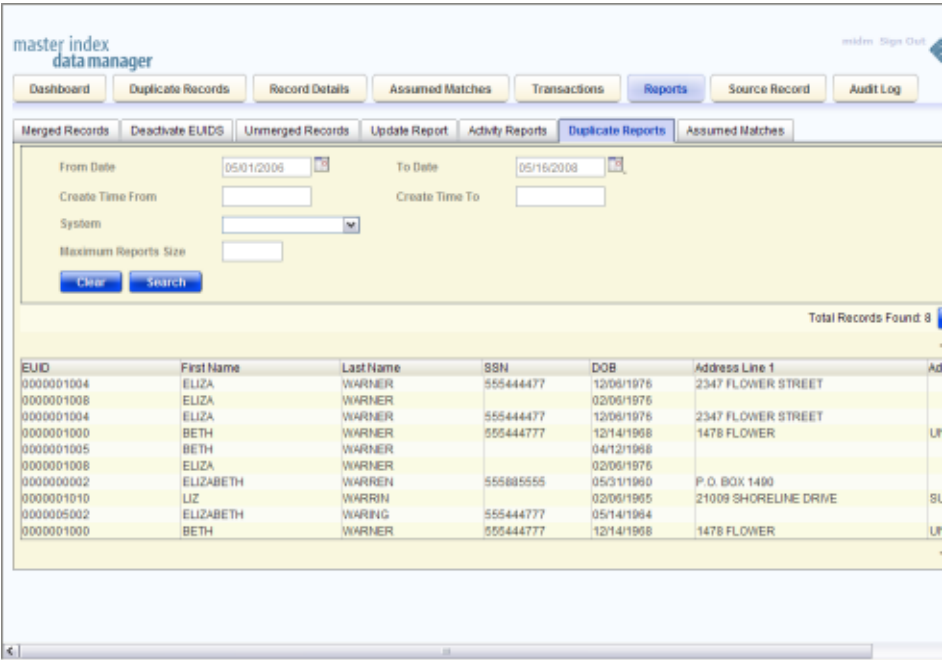 master index
data manager
midm Sign Out
Dashboard Duplicate Records Record Details Assumed Matches Transactions Reports Source Record Audit Log
Merged Records Deactivate EUIDS Unmerged Records Update Report Activity Reports Duplicate Reports Assumed Matches
From Date 05/01/2006 To Date 05/16/2008
Create Time From Create Time To
System
Maximum Reports Size
Clear Search
Total Records Found: 8
EUID First Name Last Name SSN DOB Address Line 1 Ad
0000001004 ELIZA WARNER 555444477 12/06/1976 2347 FLOWER STREET
0000001008 ELIZA WARNER 02/06/1976
0000001004 ELIZA WARNER 555444477 12/06/1976 2347 FLOWER STREET
0000001000 BETH WARNER 555444777 12/14/1968 1478 FLOWER UN
0000001005 BETH WARNER 04/12/1968
0000001008 ELIZA WARNER 02/06/1976
0000000002 ELIZABETH WARREN 555885555 05/31/1960 P.O. BOX 1490
0000001010 LIZ WARRIN 02/06/1965 21009 SHORELINE DRIVE SU
0000005002 ELIZABETH WARING 555444777 05/14/1964
0000001000 BETH WARNER 555444777 12/14/1968 1478 FLOWER UN